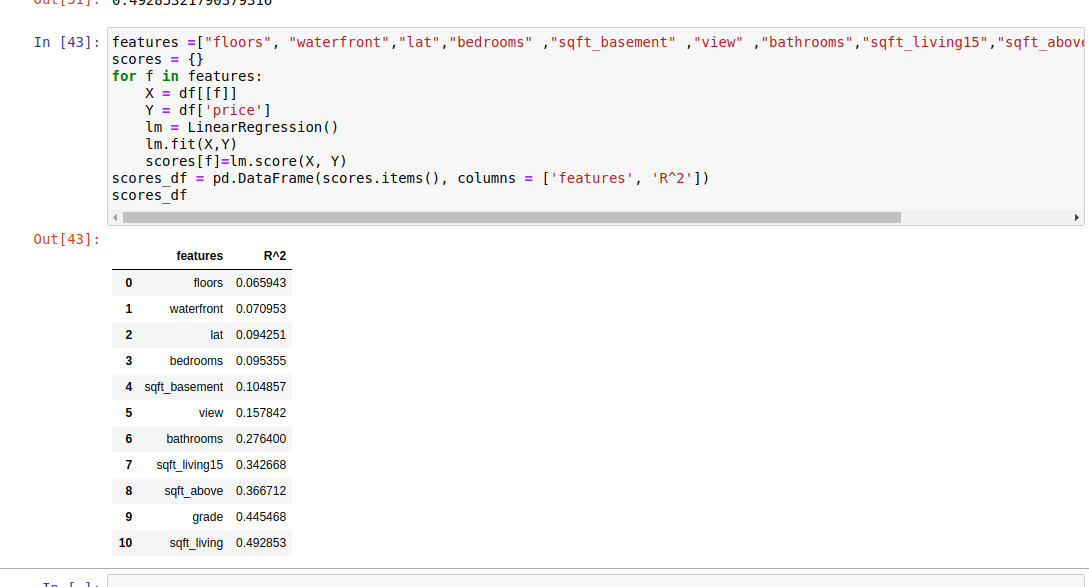 Out[31]: 0.49285321790379316
In [43]: features =["floors", "waterfront","lat","bedrooms" ,"sqft_basement" ,"view" ,"bathrooms","sqft_living15","sqft_above
scores = {}
for f in features:
    X = df[[f]]
    Y = df['price']
    lm = LinearRegression()
    lm.fit(X,Y)
    scores[f]=lm.score(X, Y)
scores_df = pd.DataFrame(scores.items(), columns = ['features', 'R^2'])
scores_df
Out[43]:
features R^2
0 floors 0.065943
1 waterfront 0.070953
2 lat 0.094251
3 bedrooms 0.095355
4 sqft_basement 0.104857
5 view 0.157842
6 bathrooms 0.276400
7 sqft_living15 0.342668
8 sqft_above 0.366712
9 grade 0.445468
10 sqft_living 0.492853
In [ ]: